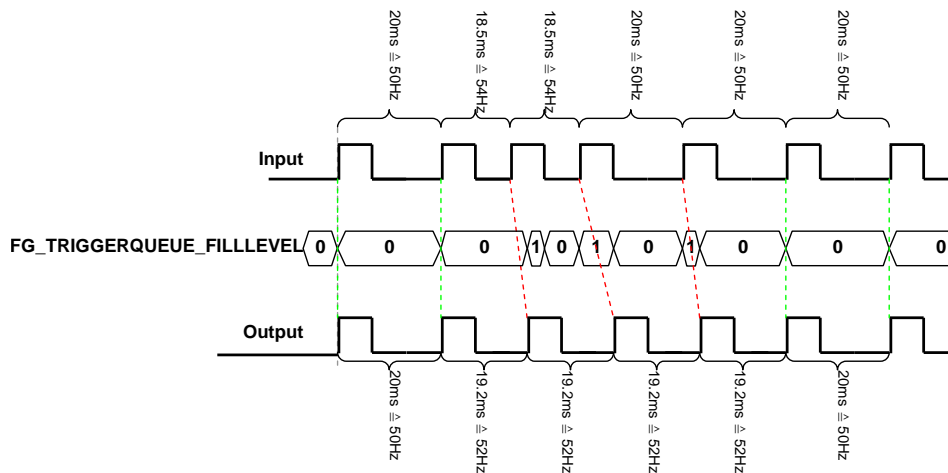 20ms ≙ 50Hz
18.5ms ≙ 54Hz
18.5ms ≙ 54Hz
20ms ≙ 50Hz
20ms ≙ 50Hz
20ms ≙ 50Hz
Input
FG_TRIGGERQUEUE_FILLLEVEL 0 0 0 1 0 1 0 1 0 0 0
Output
20ms ≙ 50Hz
19.2ms ≙ 52Hz
19.2ms ≙ 52Hz
19.2ms ≙ 52Hz
19.2ms ≙ 52Hz
20ms ≙ 50Hz